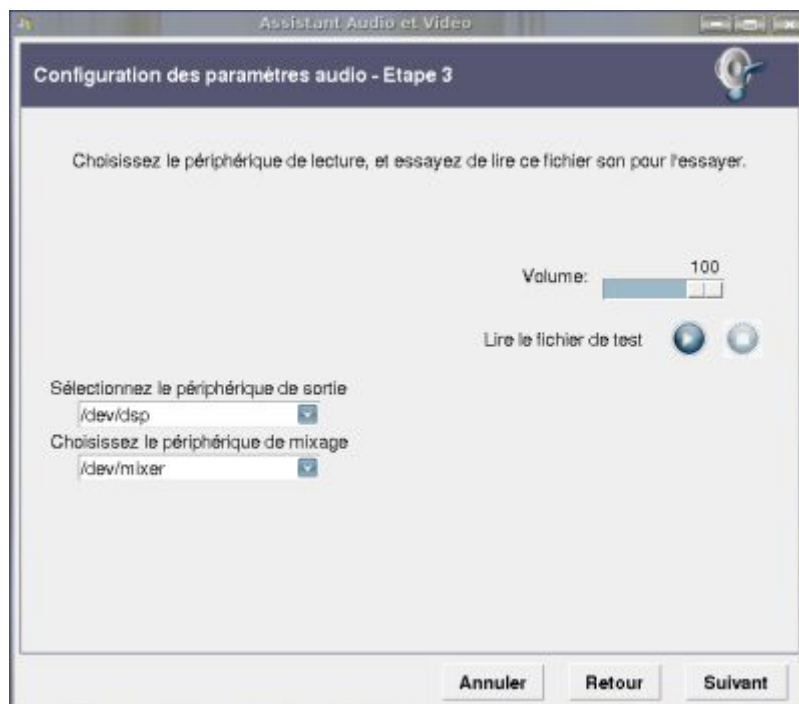 Assistant Audio et Vidéo
Configuration des paramètres audio - Etape 3
Choisissez le périphérique de lecture, et essayez de lire ce fichier son pour l'essayer.
100
Volume:
Lire le fichier de test
Sélectionnez le périphérique de sortie
/dev/dsp
Choisissez le périphérique de mixage
/dev/mixer
Annuler
Retour
Suivant